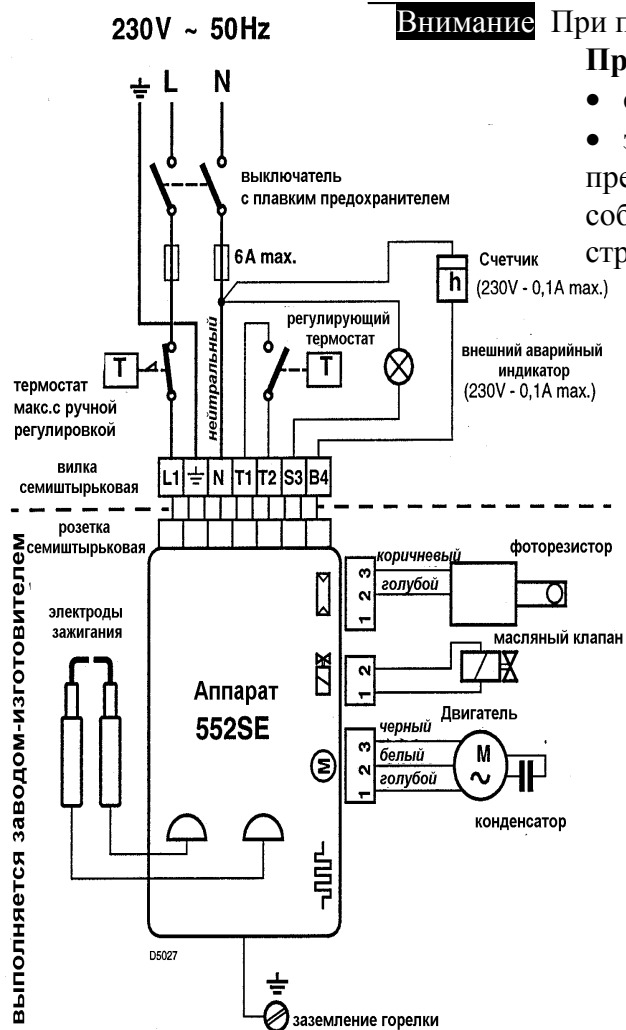 230V ~ 50Hz
Внимание При п
Пр
• с
• з
пре
соб
стр
L N
выключатель
с плавким предохранителем
6A max.
Счетчик
h
(230V - 0,1A max.)
нейтральный
регулирующий
термостат
T
T
внешний аварийный
индикатор
(230V - 0,1A max.)
термостат
макс.с ручной
регулировкой
вилка
семиштырьковая
L1 N T1 T2 S3 B4
розетка
семиштырьковая
выполняется заводом-изготовителем
электроды
зажигания
коричневый
голубой
3
2
1
фоторезистор
масляный клапан
2
1
Аппарат
552SE
черный
белый
голубой
3
2
1
Двигатель
M
~
M
конденсатор
D5027
заземление горелки